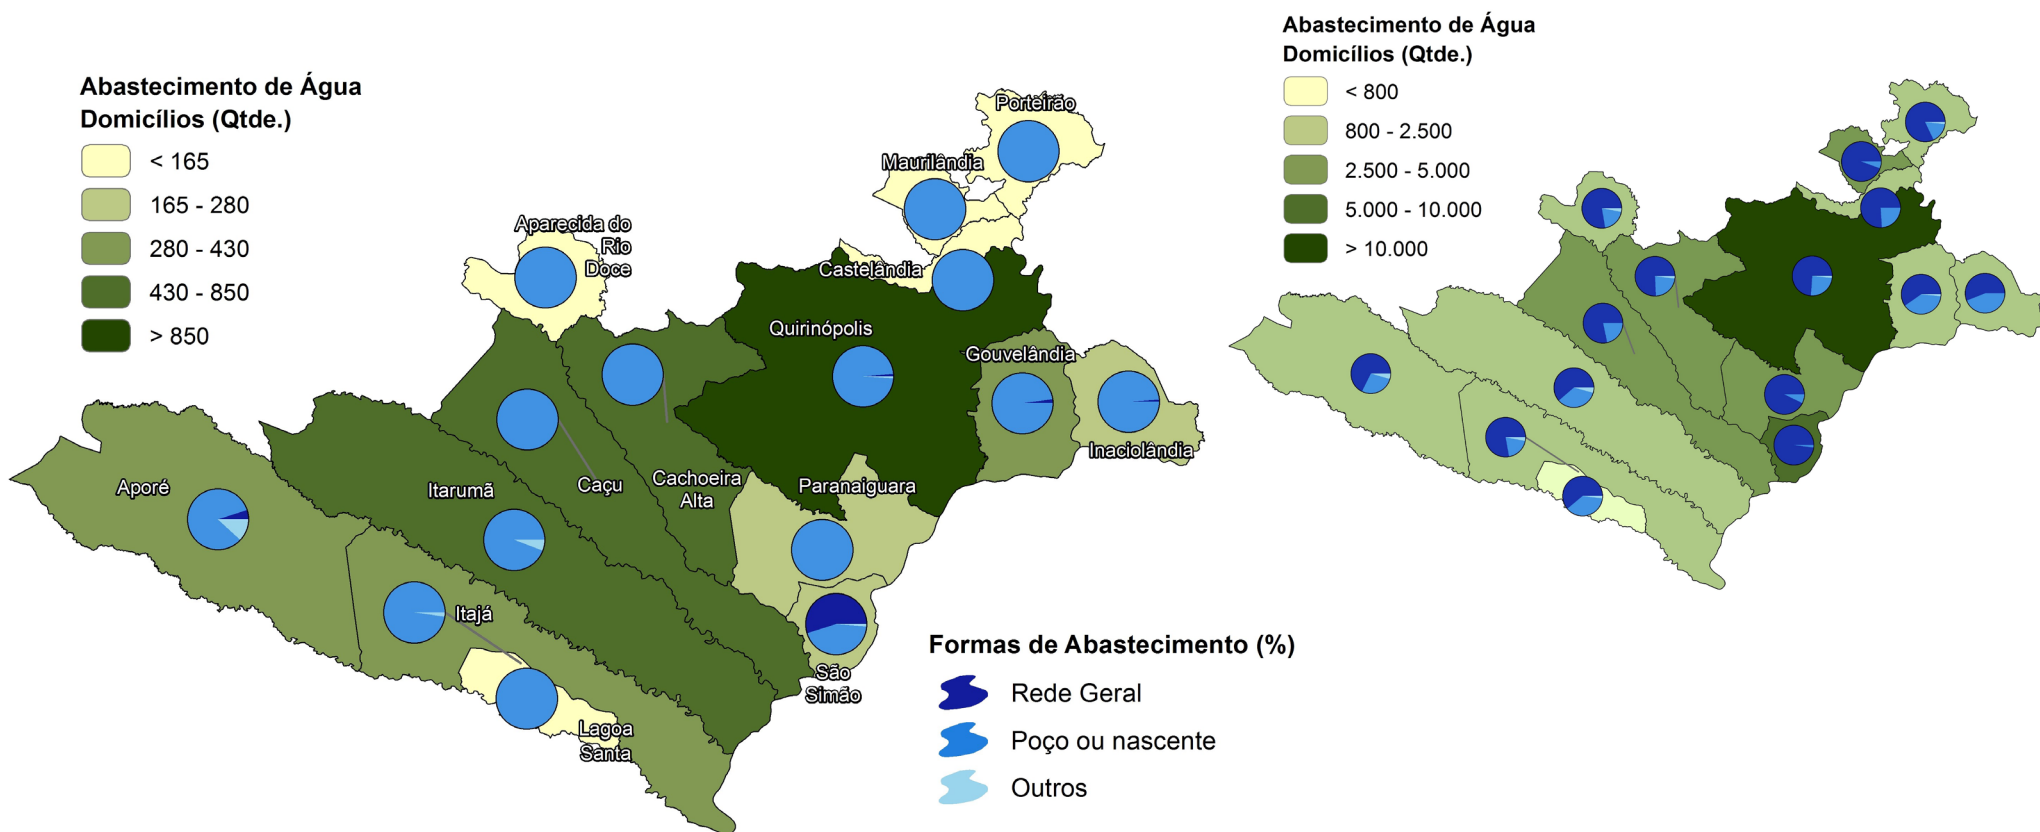 Abastecimento de Água
Domicílios (Qtde.)
< 165
165 - 280
280 - 430
430 - 850
> 850
Porteirão
Maurilândia
Aparecida do
Rio
Doce
Castelândia
Quirinópolis
Gouvelândia
Inaciolândia
Paranaiguara
Cachoeira
Alta
Caçu
Itarumã
Aporé
Itajá
São
Simão
Lagoa
Santa
Formas de Abastecimento (%)
Rede Geral
Poço ou nascente
Outros
Abastecimento de Água
Domicílios (Qtde.)
< 800
800 - 2.500
2.500 - 5.000
5.000 - 10.000
> 10.000